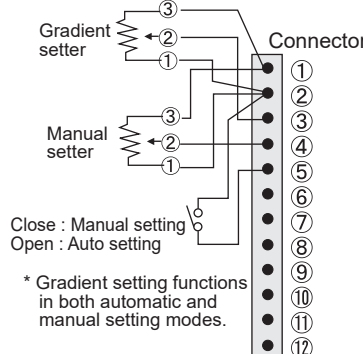 ③
Gradient
setter
②
①
Connector
①
②
③
④
⑤
⑥
⑦
⑧
⑨
⑩
⑪
⑫
③
Manual
setter
②
①
Close : Manual setting
Open : Auto setting
* Gradient setting functions
in both automatic and
manual setting modes.